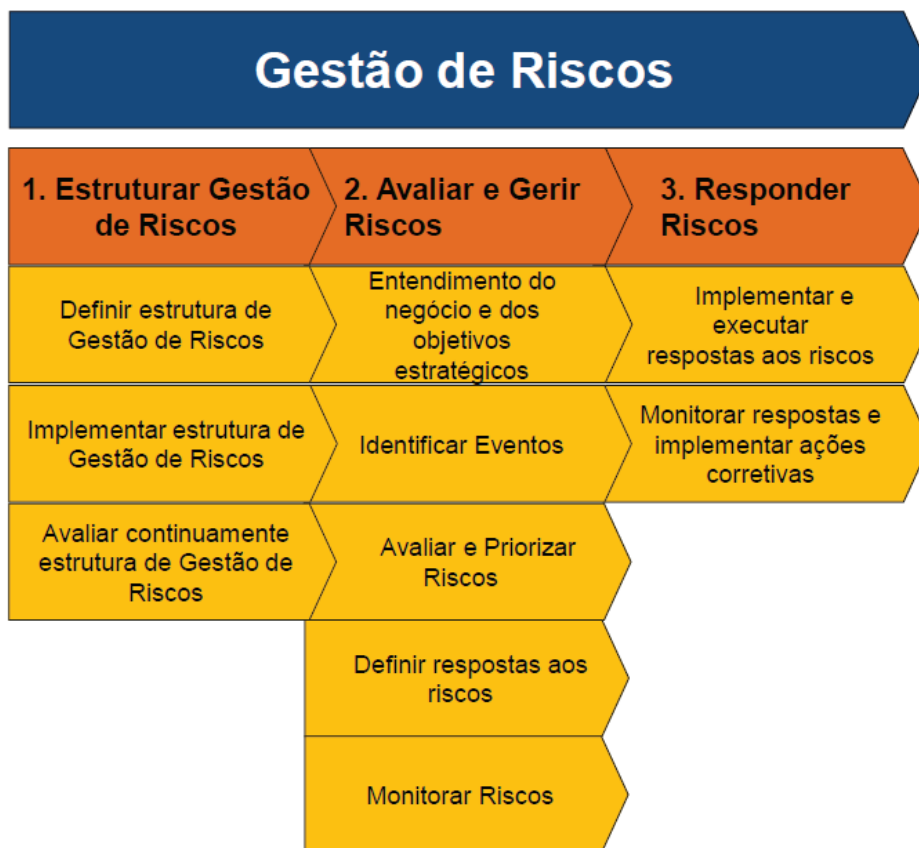 Gestão de Riscos
1. Estruturar Gestão
de Riscos
2. Avaliar e Gerir
Riscos
3. Responder
Riscos
Definir estrutura de
Gestão de Riscos
Entendimento do
negócio e dos
objetivos
estratégicos
Implementar e
executar
respostas aos riscos
Implementar estrutura de
Gestão de Riscos
Identificar Eventos
Monitorar respostas e
implementar ações
corretivas
Avaliar continuamente
estrutura de Gestão de
Riscos
Avaliar e Priorizar
Riscos
Definir respostas aos
riscos
Monitorar Riscos